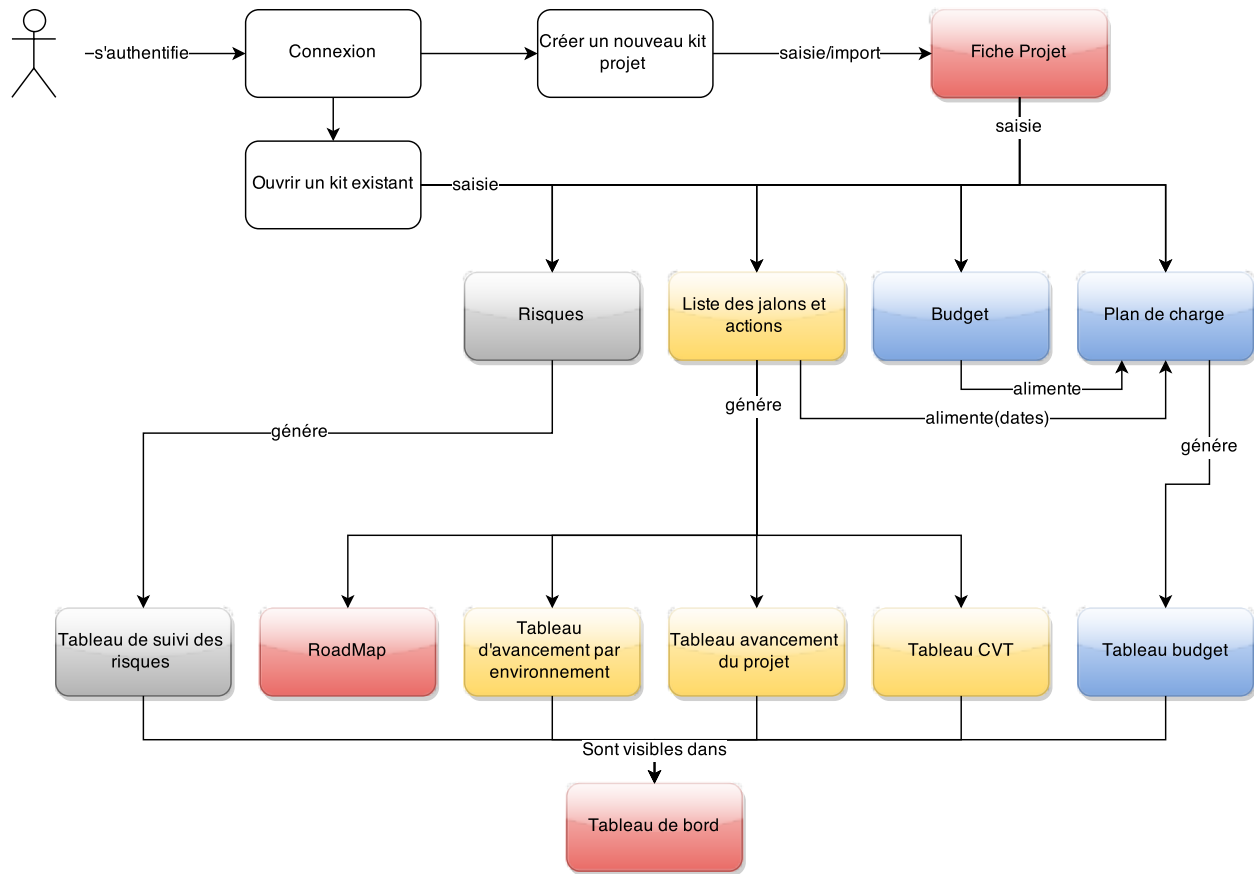 s'authentifie
Connexion
Créer un nouveau kit
projet
saisie/import
Fiche Projet
saisie
Ouvrir un kit existant
saisie
Risques
Liste des jalons et
actions
Budget
Plan de charge
alimente
génére
alimente(dates)
génére
génére
Tableau de suivi des
risques
RoadMap
Tableau
d'avancement par
environnement
Tableau avancement
du projet
Tableau CVT
Tableau budget
Sont visibles dans
Tableau de bord